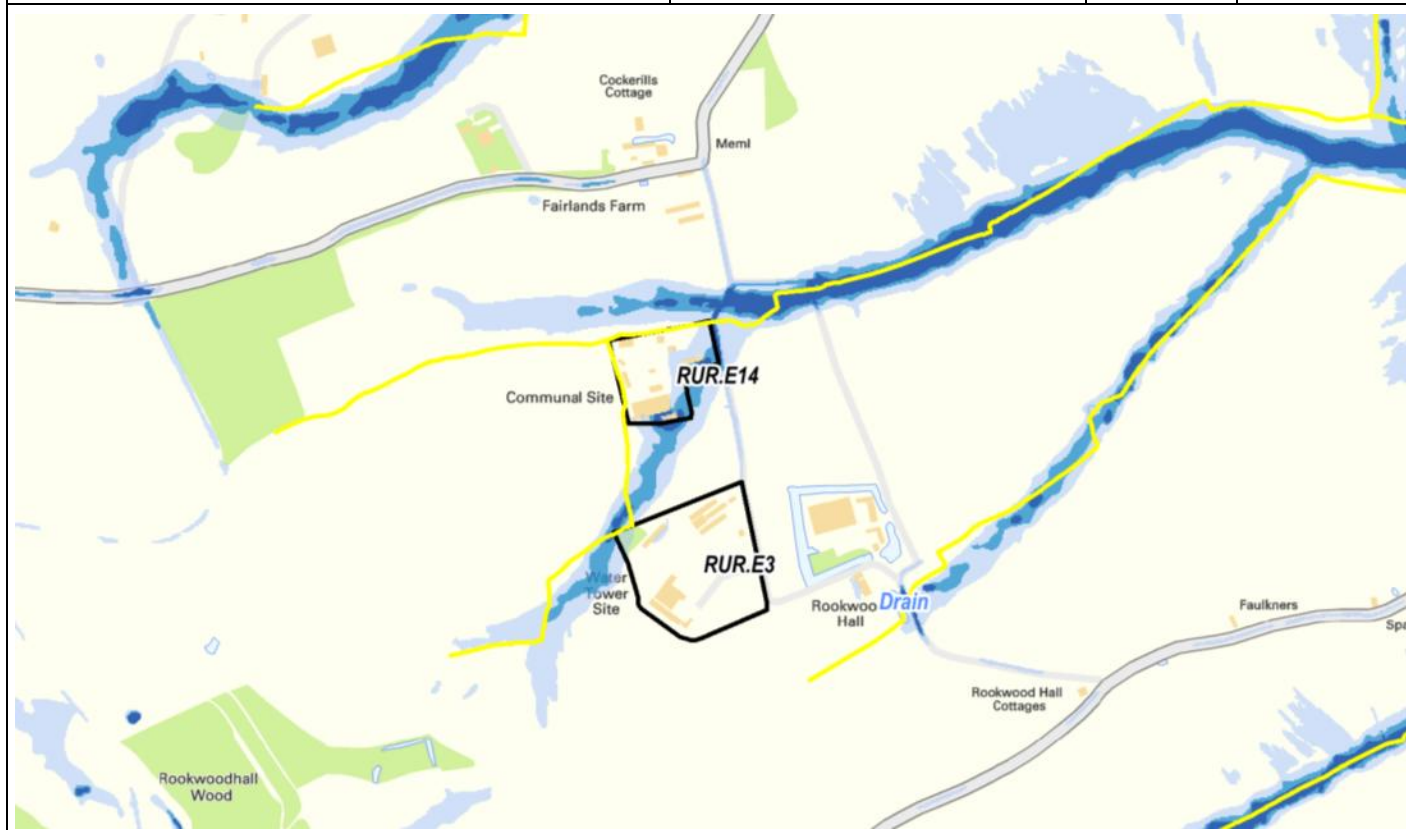 Cockerills
Cottage
Meml
Fairlands Farm
RUR.E14
Communal Site
RUR.E3
Water
Tower
Site
Rookwoo
Hall
Drain
Faulkners
Spa
Rookwood Hall
Cottages
Rookwoodhall
Wood